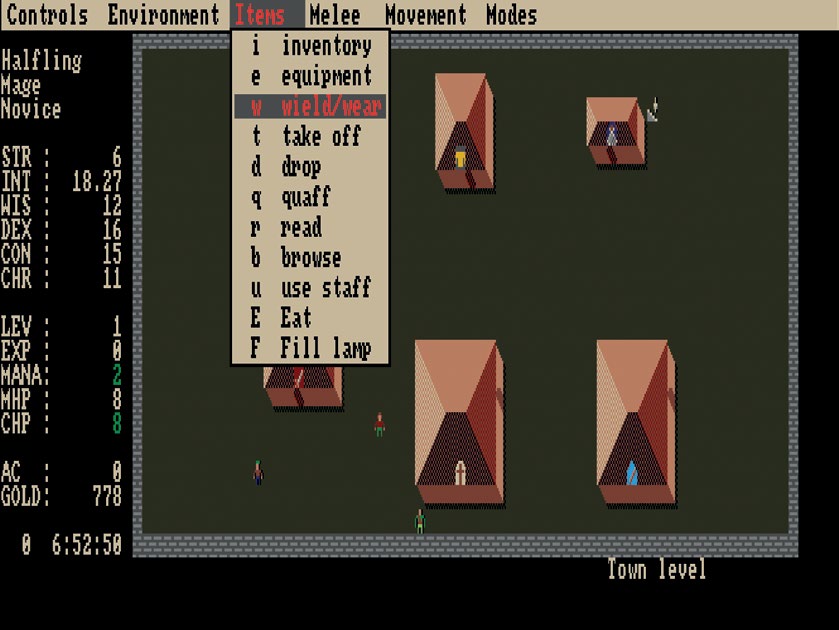 Controls Environment Items Melee Movement Modes
i inventory
e equipment
w wield/wear
t take off
d drop
q quaff
r read
b browse
u use staff
E Eat
F Fill lamp
Halfling
Mage
Novice
STR : 6
INT : 18.27
WIS : 12
DEX : 16
CON : 15
CHR : 11
LEV : 1
EXP : 0
MANA: 2
MHP : 8
CHP : 8
AC : 0
GOLD: 778
0 6:52:50
Town level